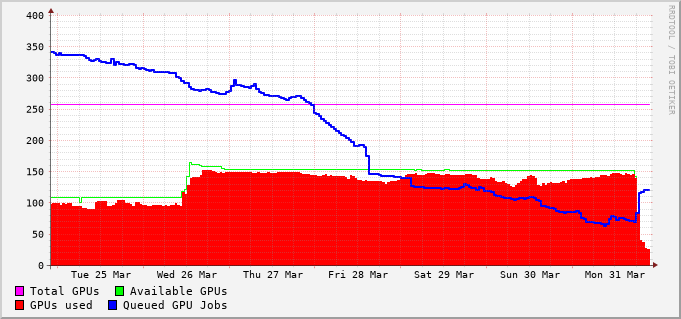 400
350
300
250
200
150
100
50
0
Tue 25 Mar Wed 26 Mar Thu 27 Mar Fri 28 Mar Sat 29 Mar Sun 30 Mar Mon 31 Mar
Total GPUs Available GPUs
GPUs used Queued GPU Jobs
RRDTOOL / TOBI OETIKER